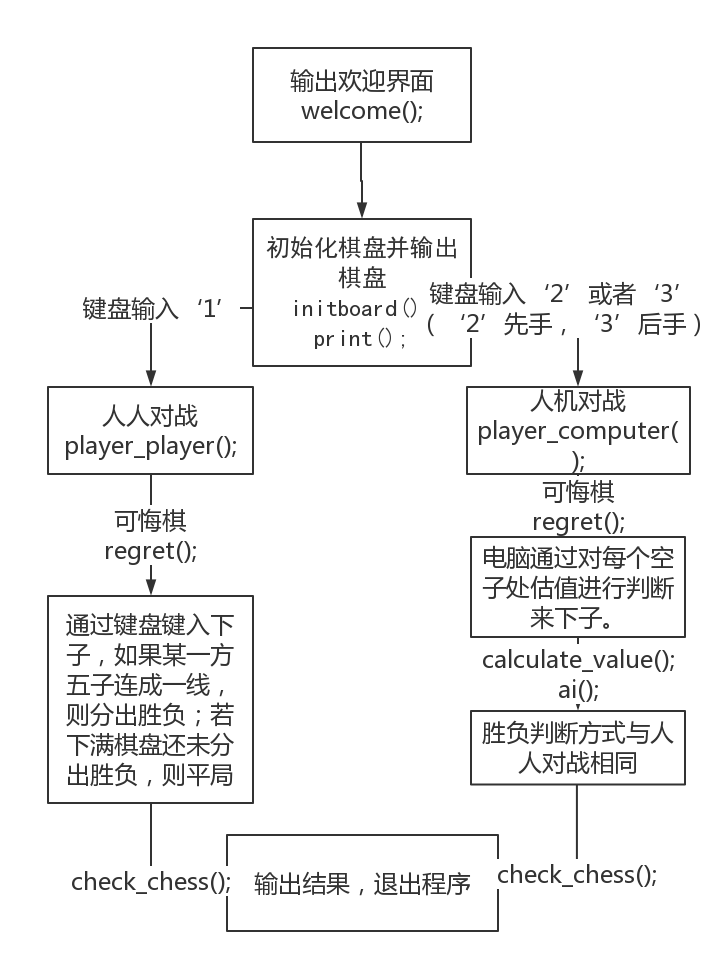 输出欢迎界面
welcome();
初始化棋盘并输出
棋盘
initboard()
print();
键盘输入‘1’
键盘输入‘2’或者‘3’
(‘2’先手，‘3’后手)
人人对战
player_player();
可悔棋
regret();
通过键盘键入下
子，如果某一方
五子连成一线，
则分出胜负；若
下满棋盘还未分
出胜负，则平局
check_chess();
人机对战
player_computer(
);
可悔棋
regret();
电脑通过对每个空
子处估值进行判断
来下子。
calculate_value();
ai();
胜负判断方式与人
人对战相同
check_chess();
输出结果，退出程序